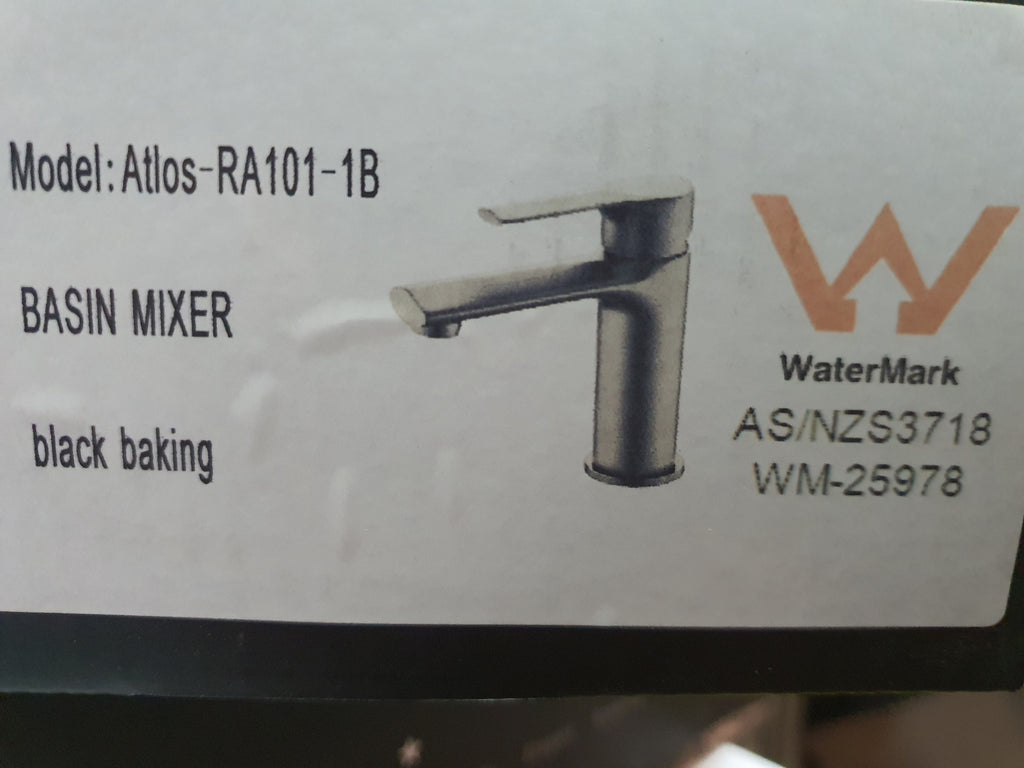 Model: Atlos-RA101-1B
BASIN MIXER
black baking
WaterMark
AS/NZS3718
WM-25978